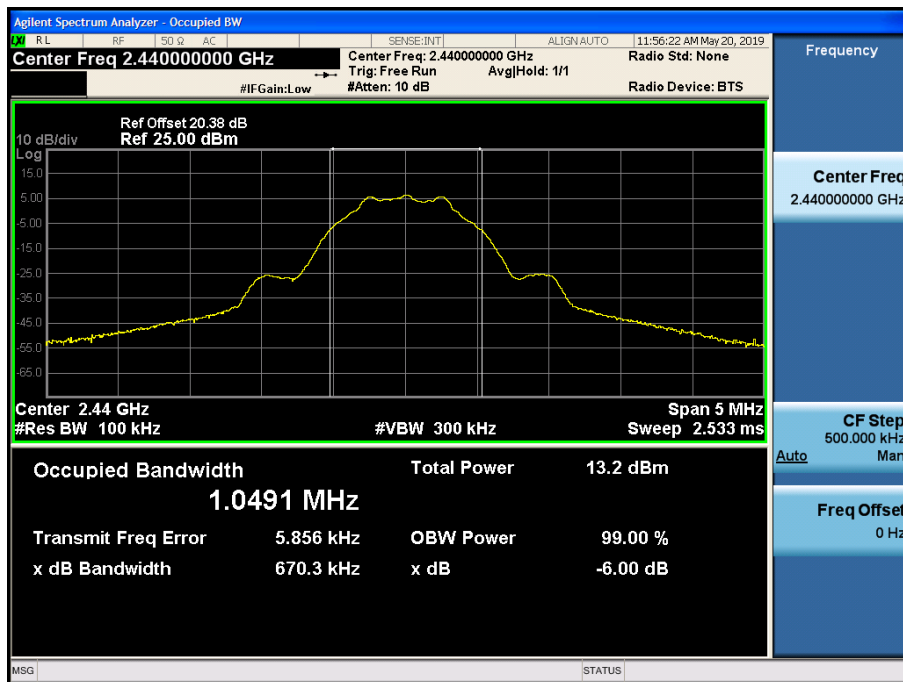 Agilent Spectrum Analyzer - Occupied BW
LXI RL RF 50 Ω AC SENSE:INT ALIGN AUTO 11:56:22 AM May 20, 2019
Center Freq 2.440000000 GHz
Center Freq: 2.440000000 GHz
Radio Std: None
Trig: Free Run Avg|Hold: 1/1
#IFGain:Low
#Atten: 10 dB
Radio Device: BTS
Ref Offset 20.38 dB
10 dB/div Ref 25.00 dBm
Log
15.0
5.00
-5.00
-15.0
-25.0
-35.0
-45.0
-55.0
-65.0
Center 2.44 GHz Span 5 MHz
#Res BW 100 kHz #VBW 300 kHz Sweep 2.533 ms
Occupied Bandwidth Total Power 13.2 dBm
1.0491 MHz
Transmit Freq Error 5.856 kHz OBW Power 99.00 %
x dB Bandwidth 670.3 kHz x dB -6.00 dB
MSG STATUS
Frequency
Center Freq
2.440000000 GHz
CF Step
500.000 kHz
Auto Man
Freq Offset
0 Hz